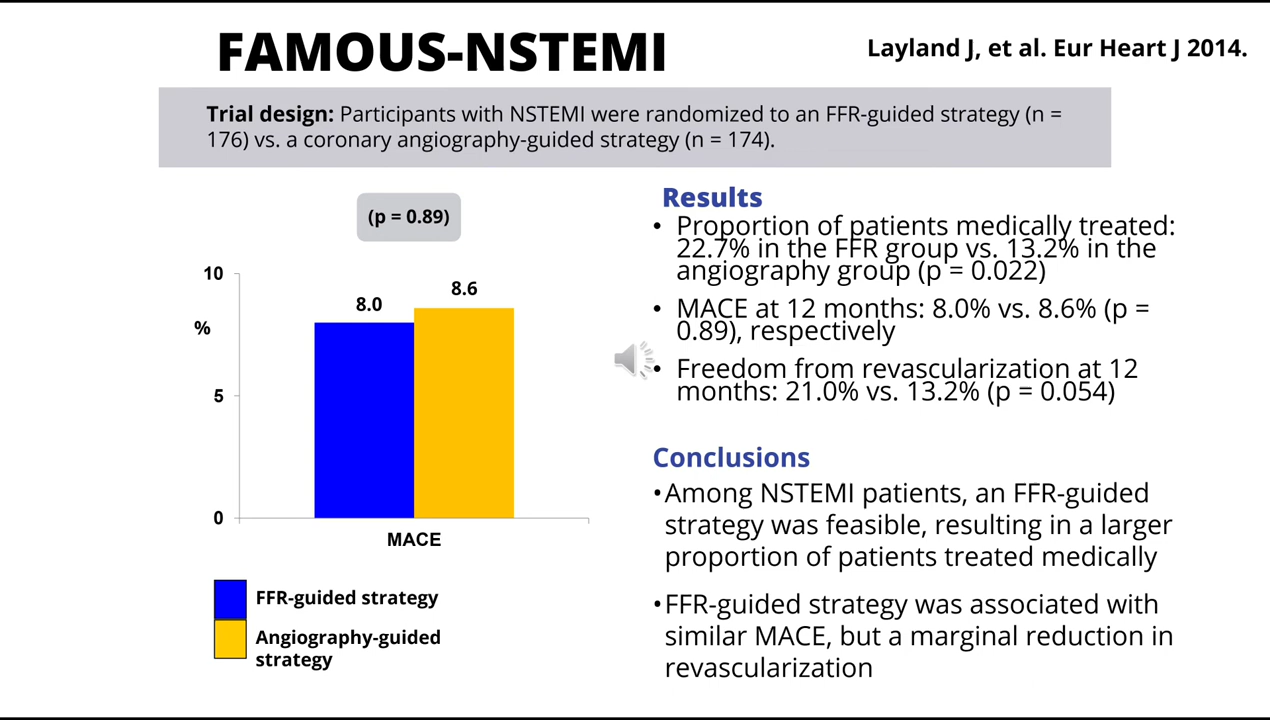 FAMOUS-NSTEMI
Layland J, et al. Eur Heart J 2014.
Trial design: Participants with NSTEMI were randomized to an FFR-guided strategy (n =
176) vs. a coronary angiography-guided strategy (n = 174).
(p = 0.89)
10
%
5
0
8.0
8.6
MACE
FFR-guided strategy
Angiography-guided
strategy
Results
• Proportion of patients medically treated:
22.7% in the FFR group vs. 13.2% in the
angiography group (p = 0.022)
• MACE at 12 months: 8.0% vs. 8.6% (p =
0.89), respectively
• Freedom from revascularization at 12
months: 21.0% vs. 13.2% (p = 0.054)
Conclusions
•Among NSTEMI patients, an FFR-guided
strategy was feasible, resulting in a larger
proportion of patients treated medically
•FFR-guided strategy was associated with
similar MACE, but a marginal reduction in
revascularization